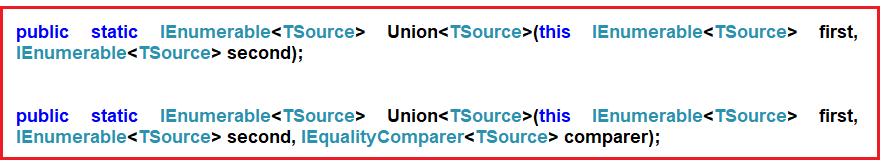 public static IEnumerable<TSource> Union<TSource>(this IEnumerable<TSource> first,
IEnumerable<TSource> second);
public static IEnumerable<TSource> Union<TSource>(this IEnumerable<TSource> first,
IEnumerable<TSource> second, IEqualityComparer<TSource> comparer);